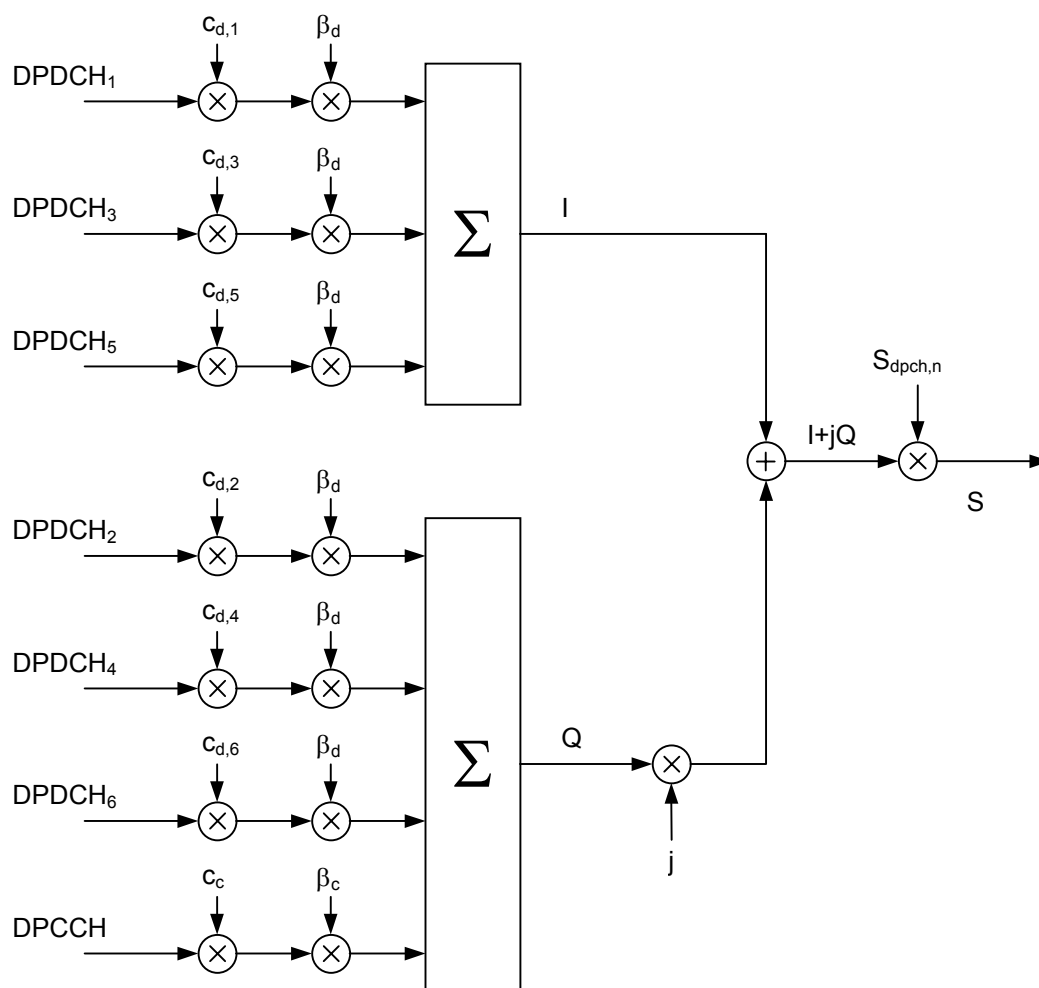 c_d,1 β_d
DPDCH_1
c_d,3 β_d
DPDCH_3
Σ
I
c_d,5 β_d
DPDCH_5
S_dpch,n
I+jQ
S
c_d,2 β_d
DPDCH_2
c_d,4 β_d
DPDCH_4
Σ
Q
c_d,6 β_d
DPDCH_6
j
c_c β_c
DPCCH